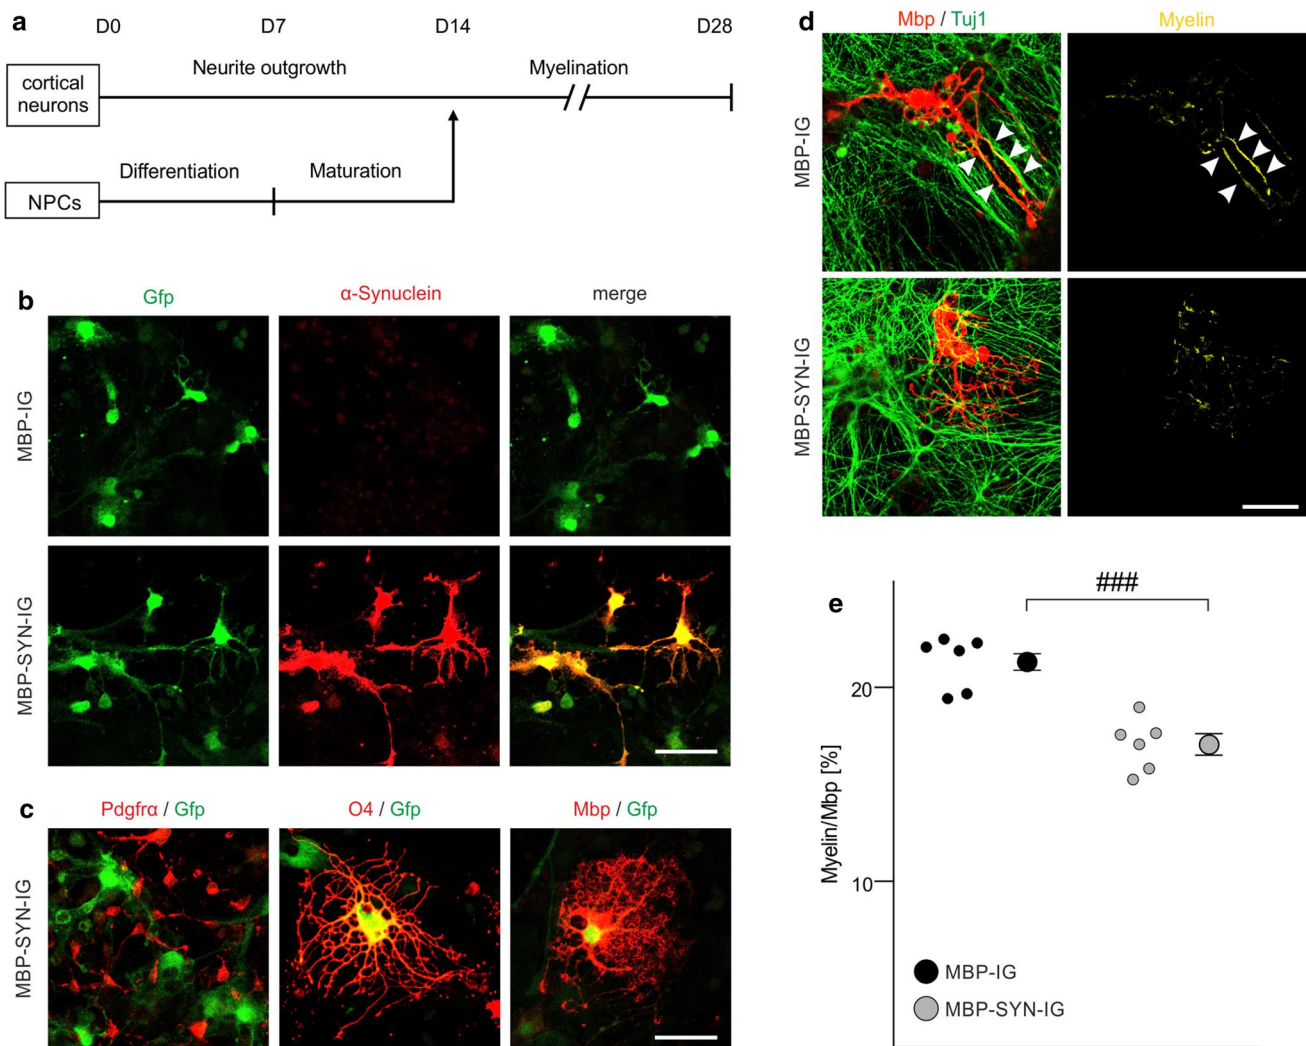 a
D0 D7 D14 D28
cortical
neurons
Neurite outgrowth Myelination
NPCs
Differentiation Maturation
b
Gfp α-Synuclein merge
MBP-IG
MBP-SYN-IG
c
Pdgfrα / Gfp O4 / Gfp Mbp / Gfp
MBP-SYN-IG
d
Mbp / Tuj1 Myelin
MBP-IG
MBP-SYN-IG
e
###
Myelin/Mbp [%]
20
10
MBP-IG
MBP-SYN-IG